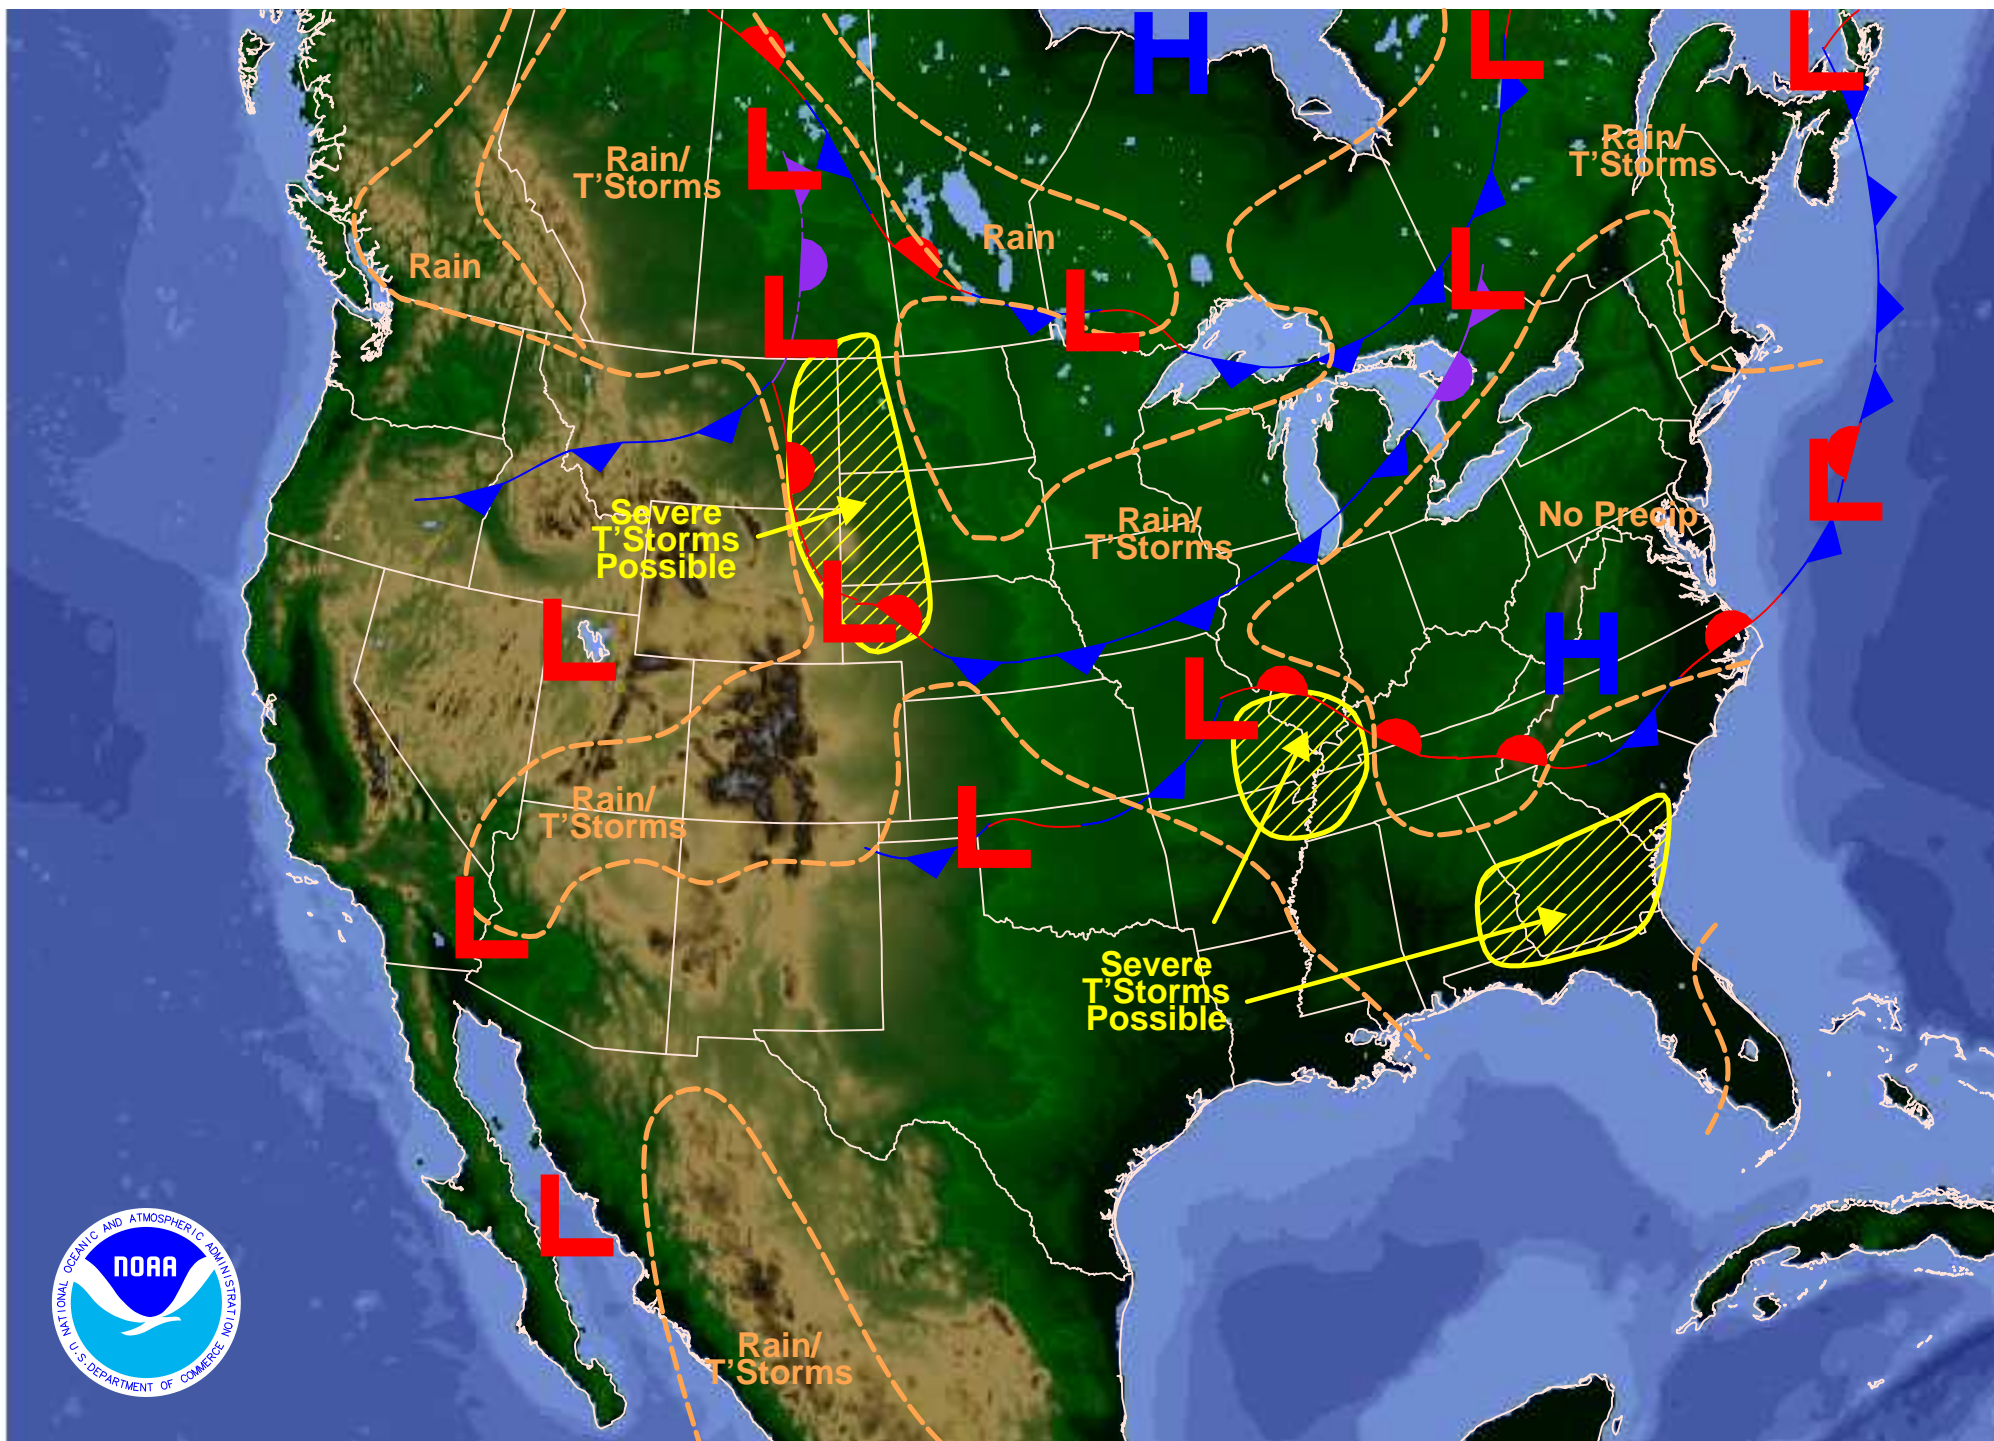 H
L
L
L
Rain/
T'Storms
Rain/
T'Storms
Rain
Rain
L
L
L
L
Severe
T'Storms
Possible
Rain/
T'Storms
No Precip
L
L
L
H
L
Rain/
T'Storms
L
L
Severe
T'Storms
Possible
L
Rain/
T'Storms
NATIONAL OCEANIC AND ATMOSPHERIC ADMINISTRATION
NOAA
U.S. DEPARTMENT OF COMMERCE